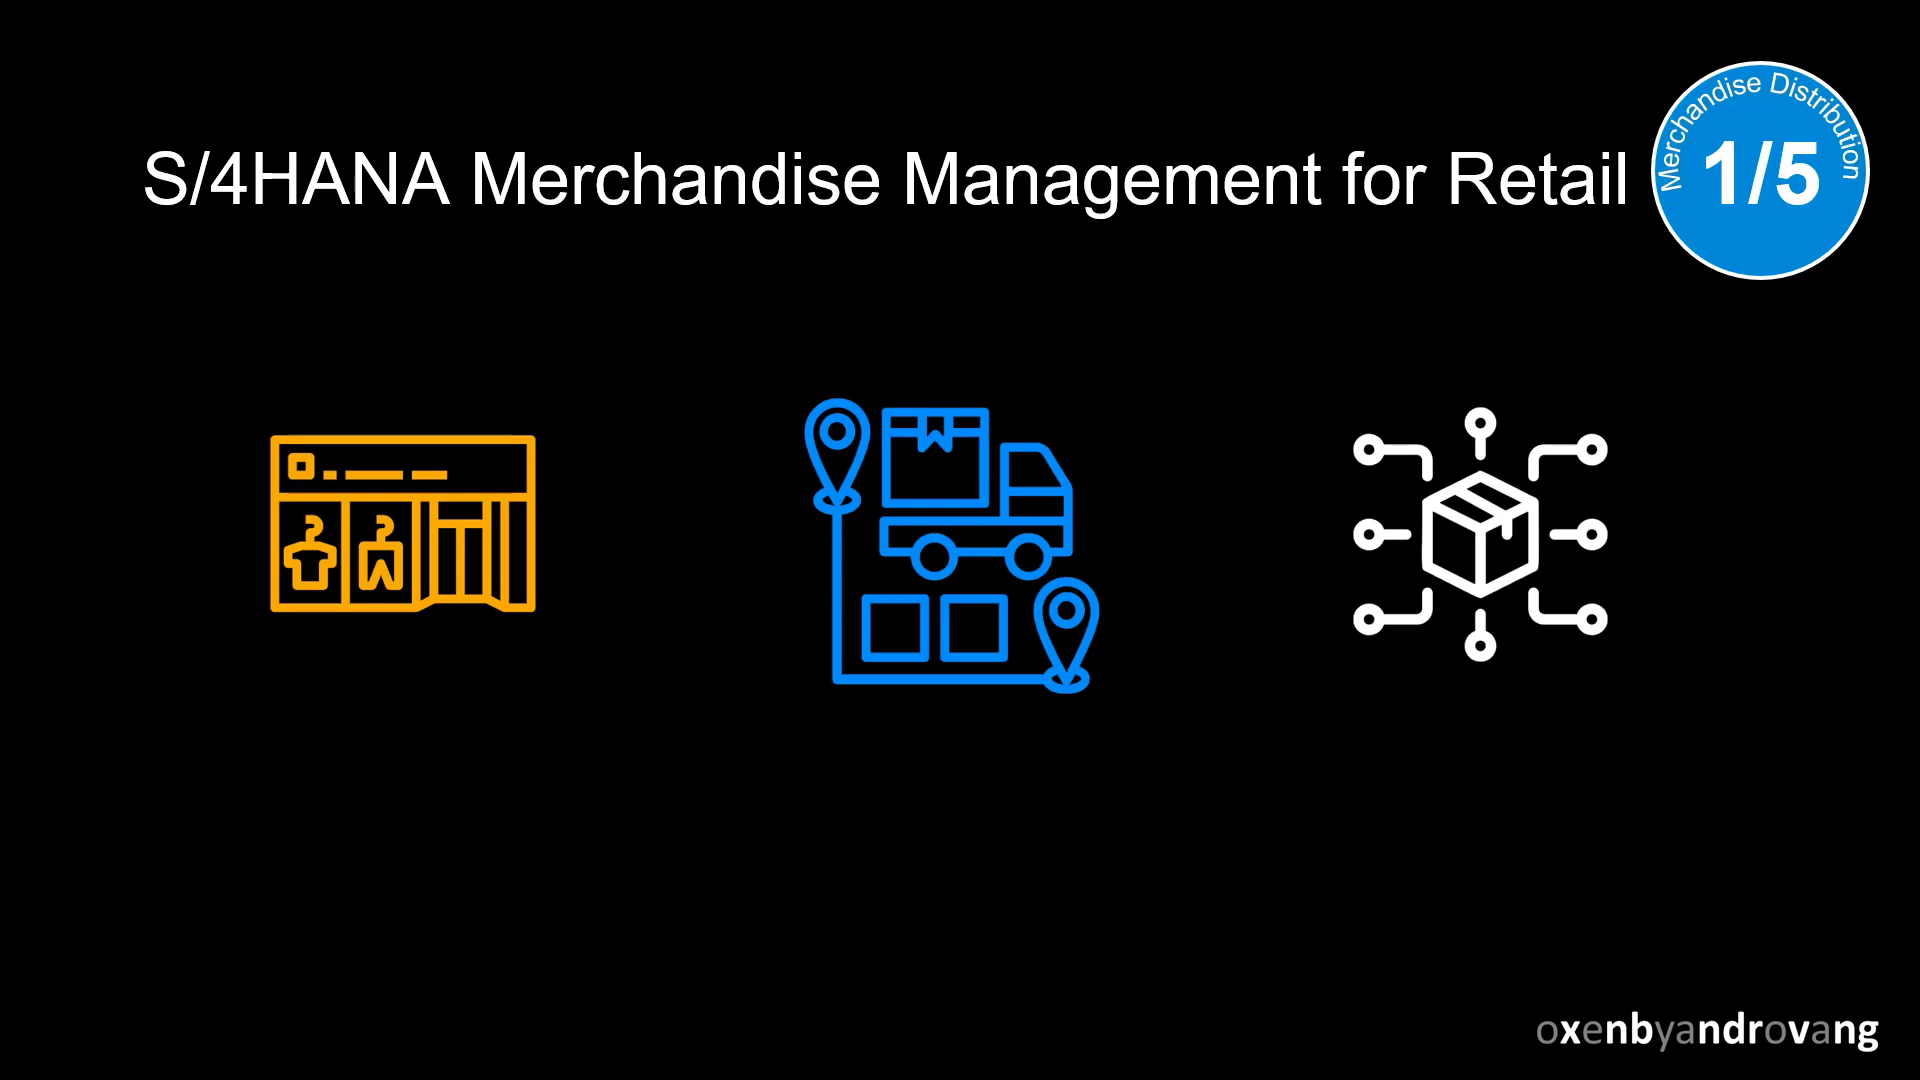 S/4HANA Merchandise Management for Retail
Merchandise Distribution
1/5
oxenbyandrovang